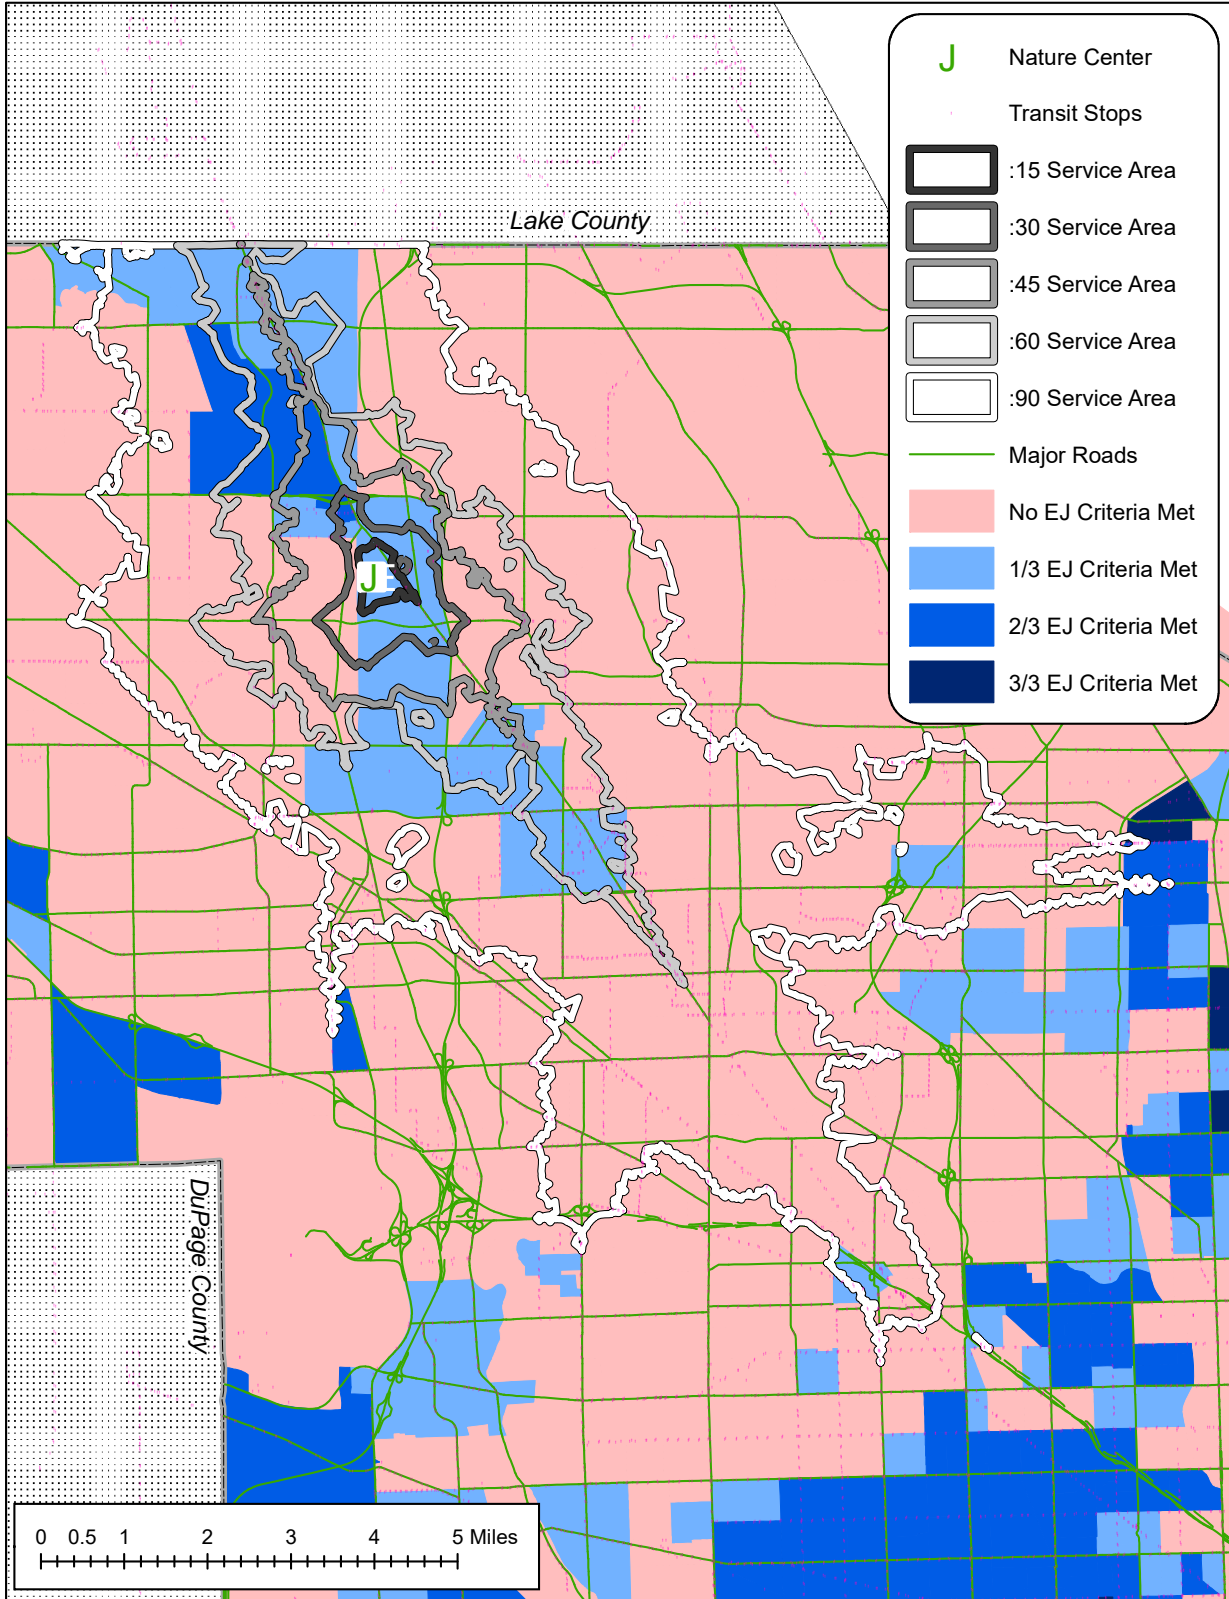 J Nature Center
Transit Stops
:15 Service Area
:30 Service Area
:45 Service Area
:60 Service Area
:90 Service Area
Major Roads
No EJ Criteria Met
1/3 EJ Criteria Met
2/3 EJ Criteria Met
3/3 EJ Criteria Met
Lake County
J
DuPage County
0 0.5 1 2 3 4 5 Miles